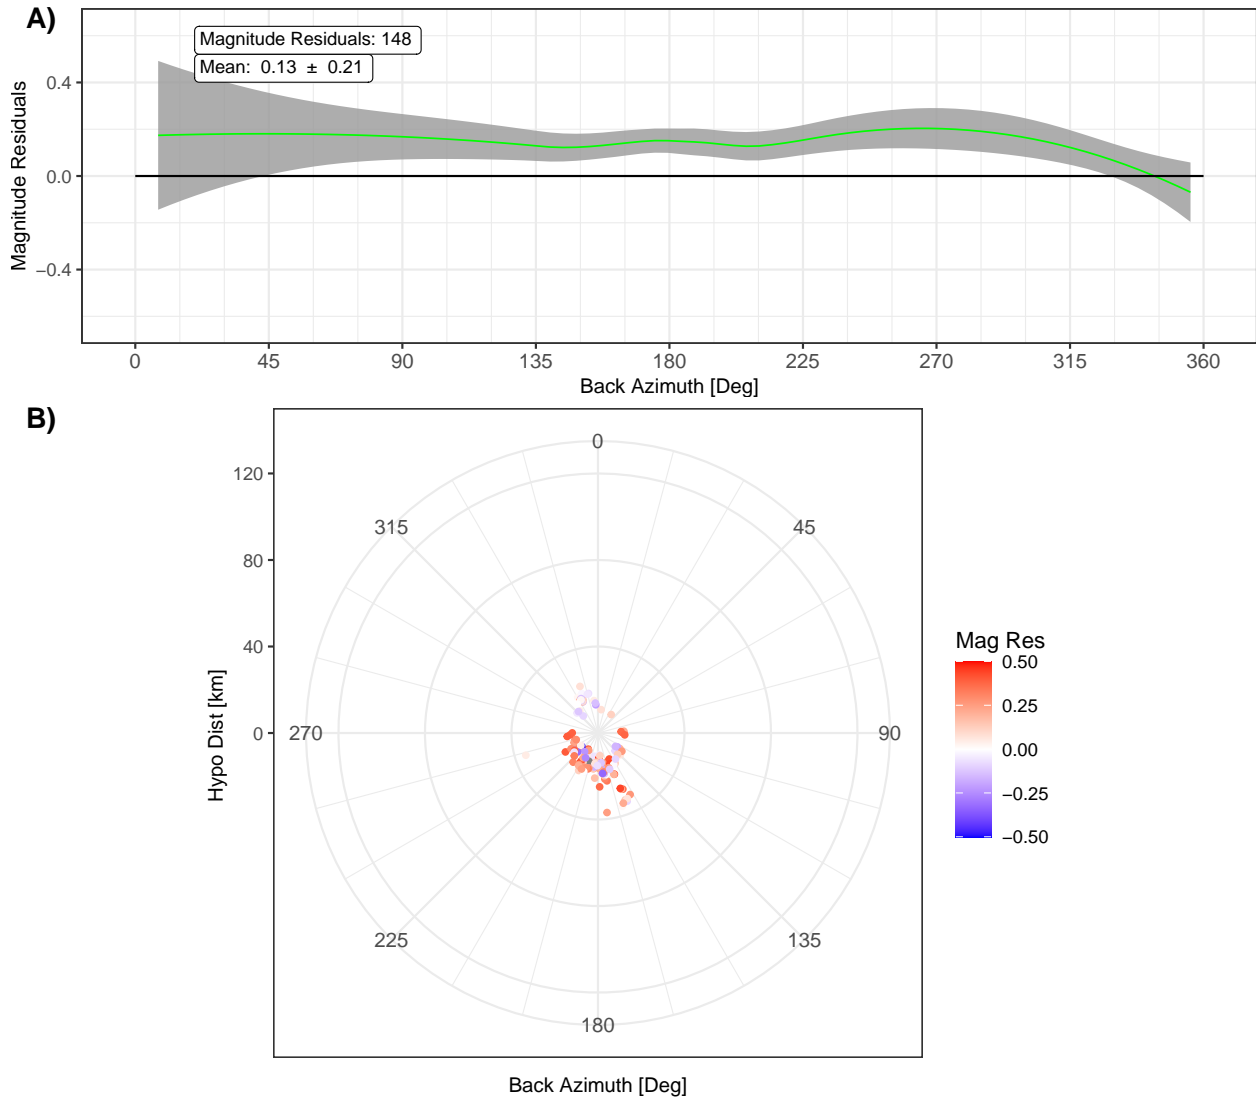 A)
Magnitude Residuals: 148
Mean:  0.13  ±  0.21
Magnitude Residuals
0.4
0.0
−0.4
0 45 90 135 180 225 270 315 360
Back Azimuth [Deg]
B)
Hypo Dist [km]
120
80
40
0
0
45
90
135
180
225
270
315
Back Azimuth [Deg]
Mag Res
0.50
0.25
0.00
−0.25
−0.50